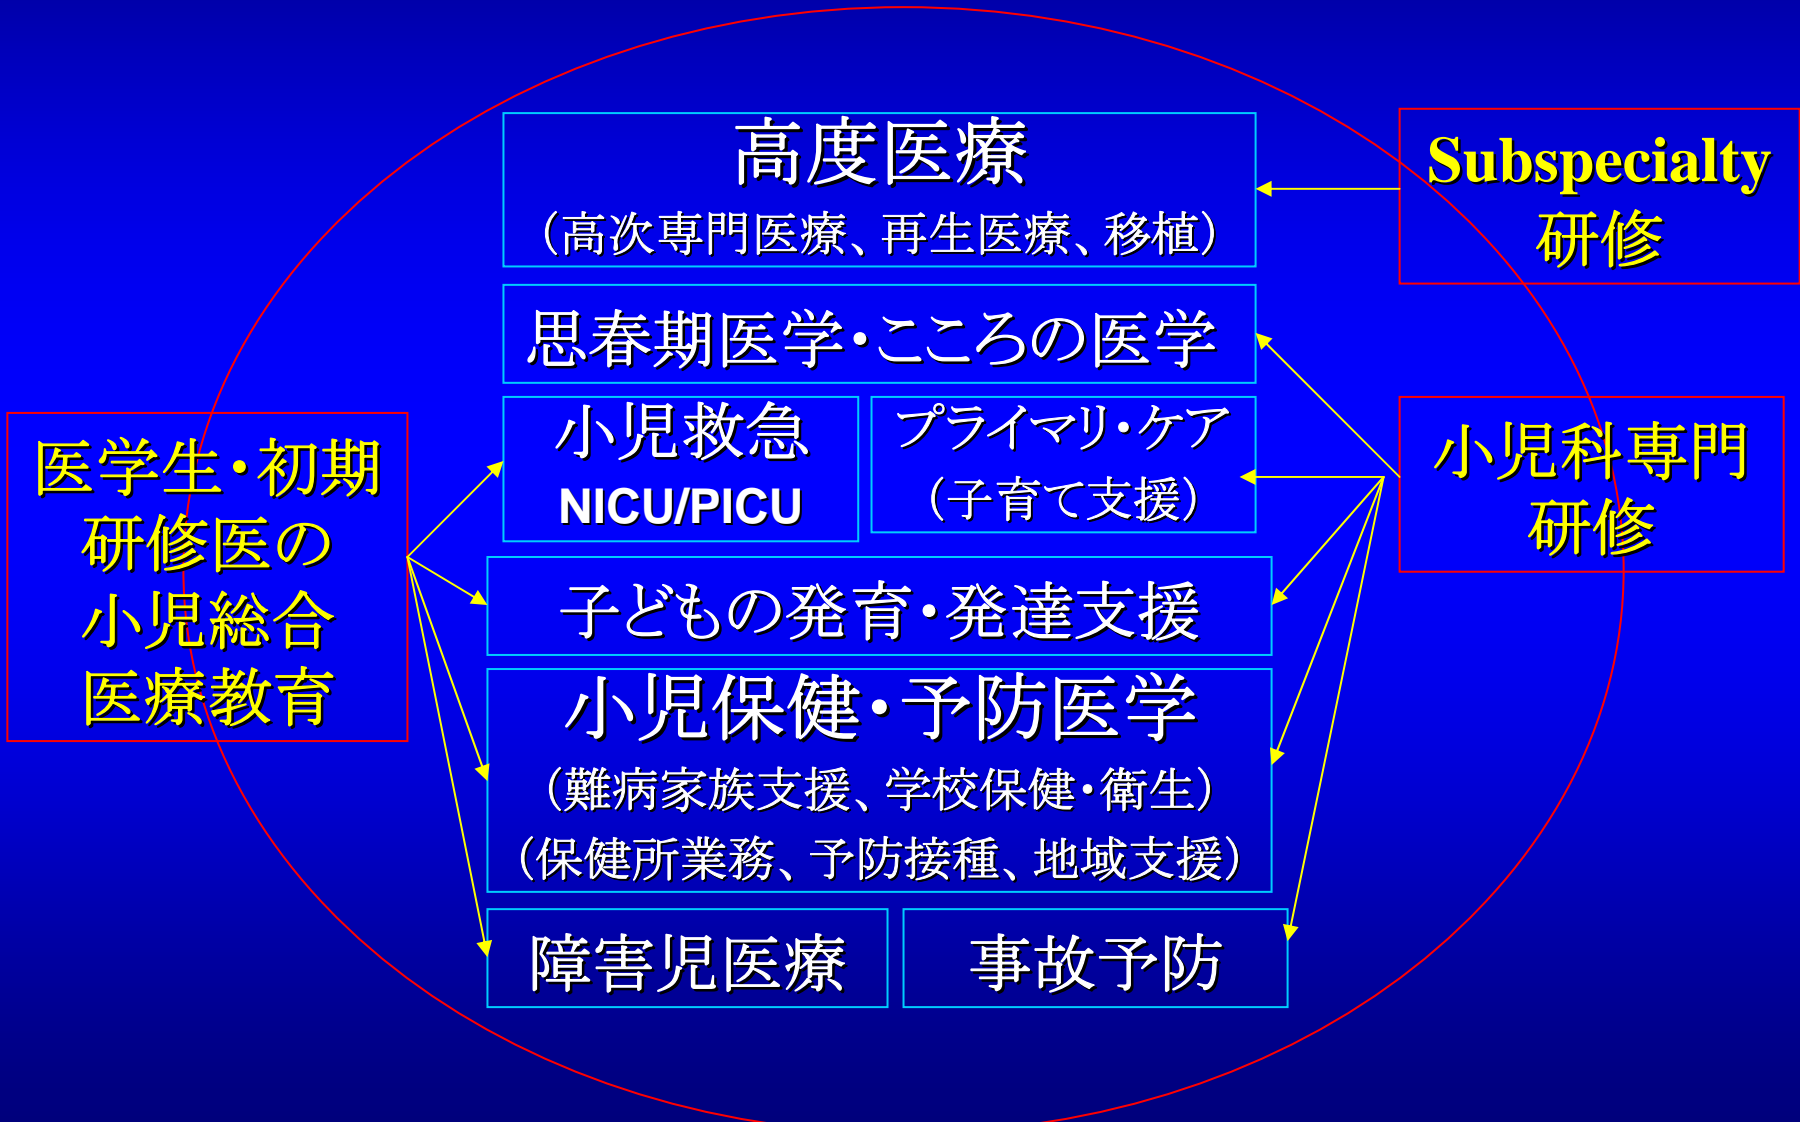 高度医療
（高次専門医療、再生医療、移植）
Subspecialty
研修
思春期医学・こころの医学
小児救急
NICU/PICU
プライマリ・ケア
（子育て支援）
医学生・初期
研修医の
小児総合
医療教育
小児科専門
研修
子どもの発育・発達支援
小児保健・予防医学
（難病家族支援、学校保健・衛生）
（保健所業務、予防接種、地域支援）
障害児医療
事故予防